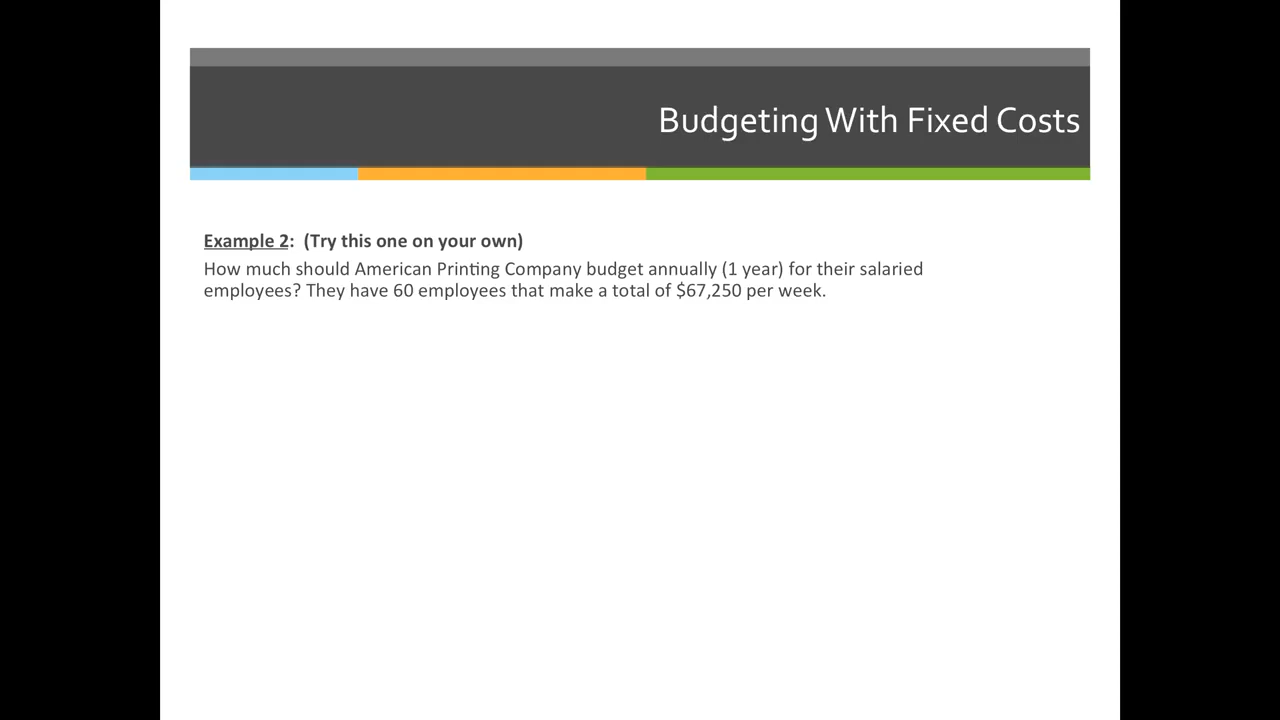 Budgeting With Fixed Costs
Example 2:  (Try this one on your own)
How much should American Printing Company budget annually (1 year) for their salaried
employees? They have 60 employees that make a total of $67,250 per week.